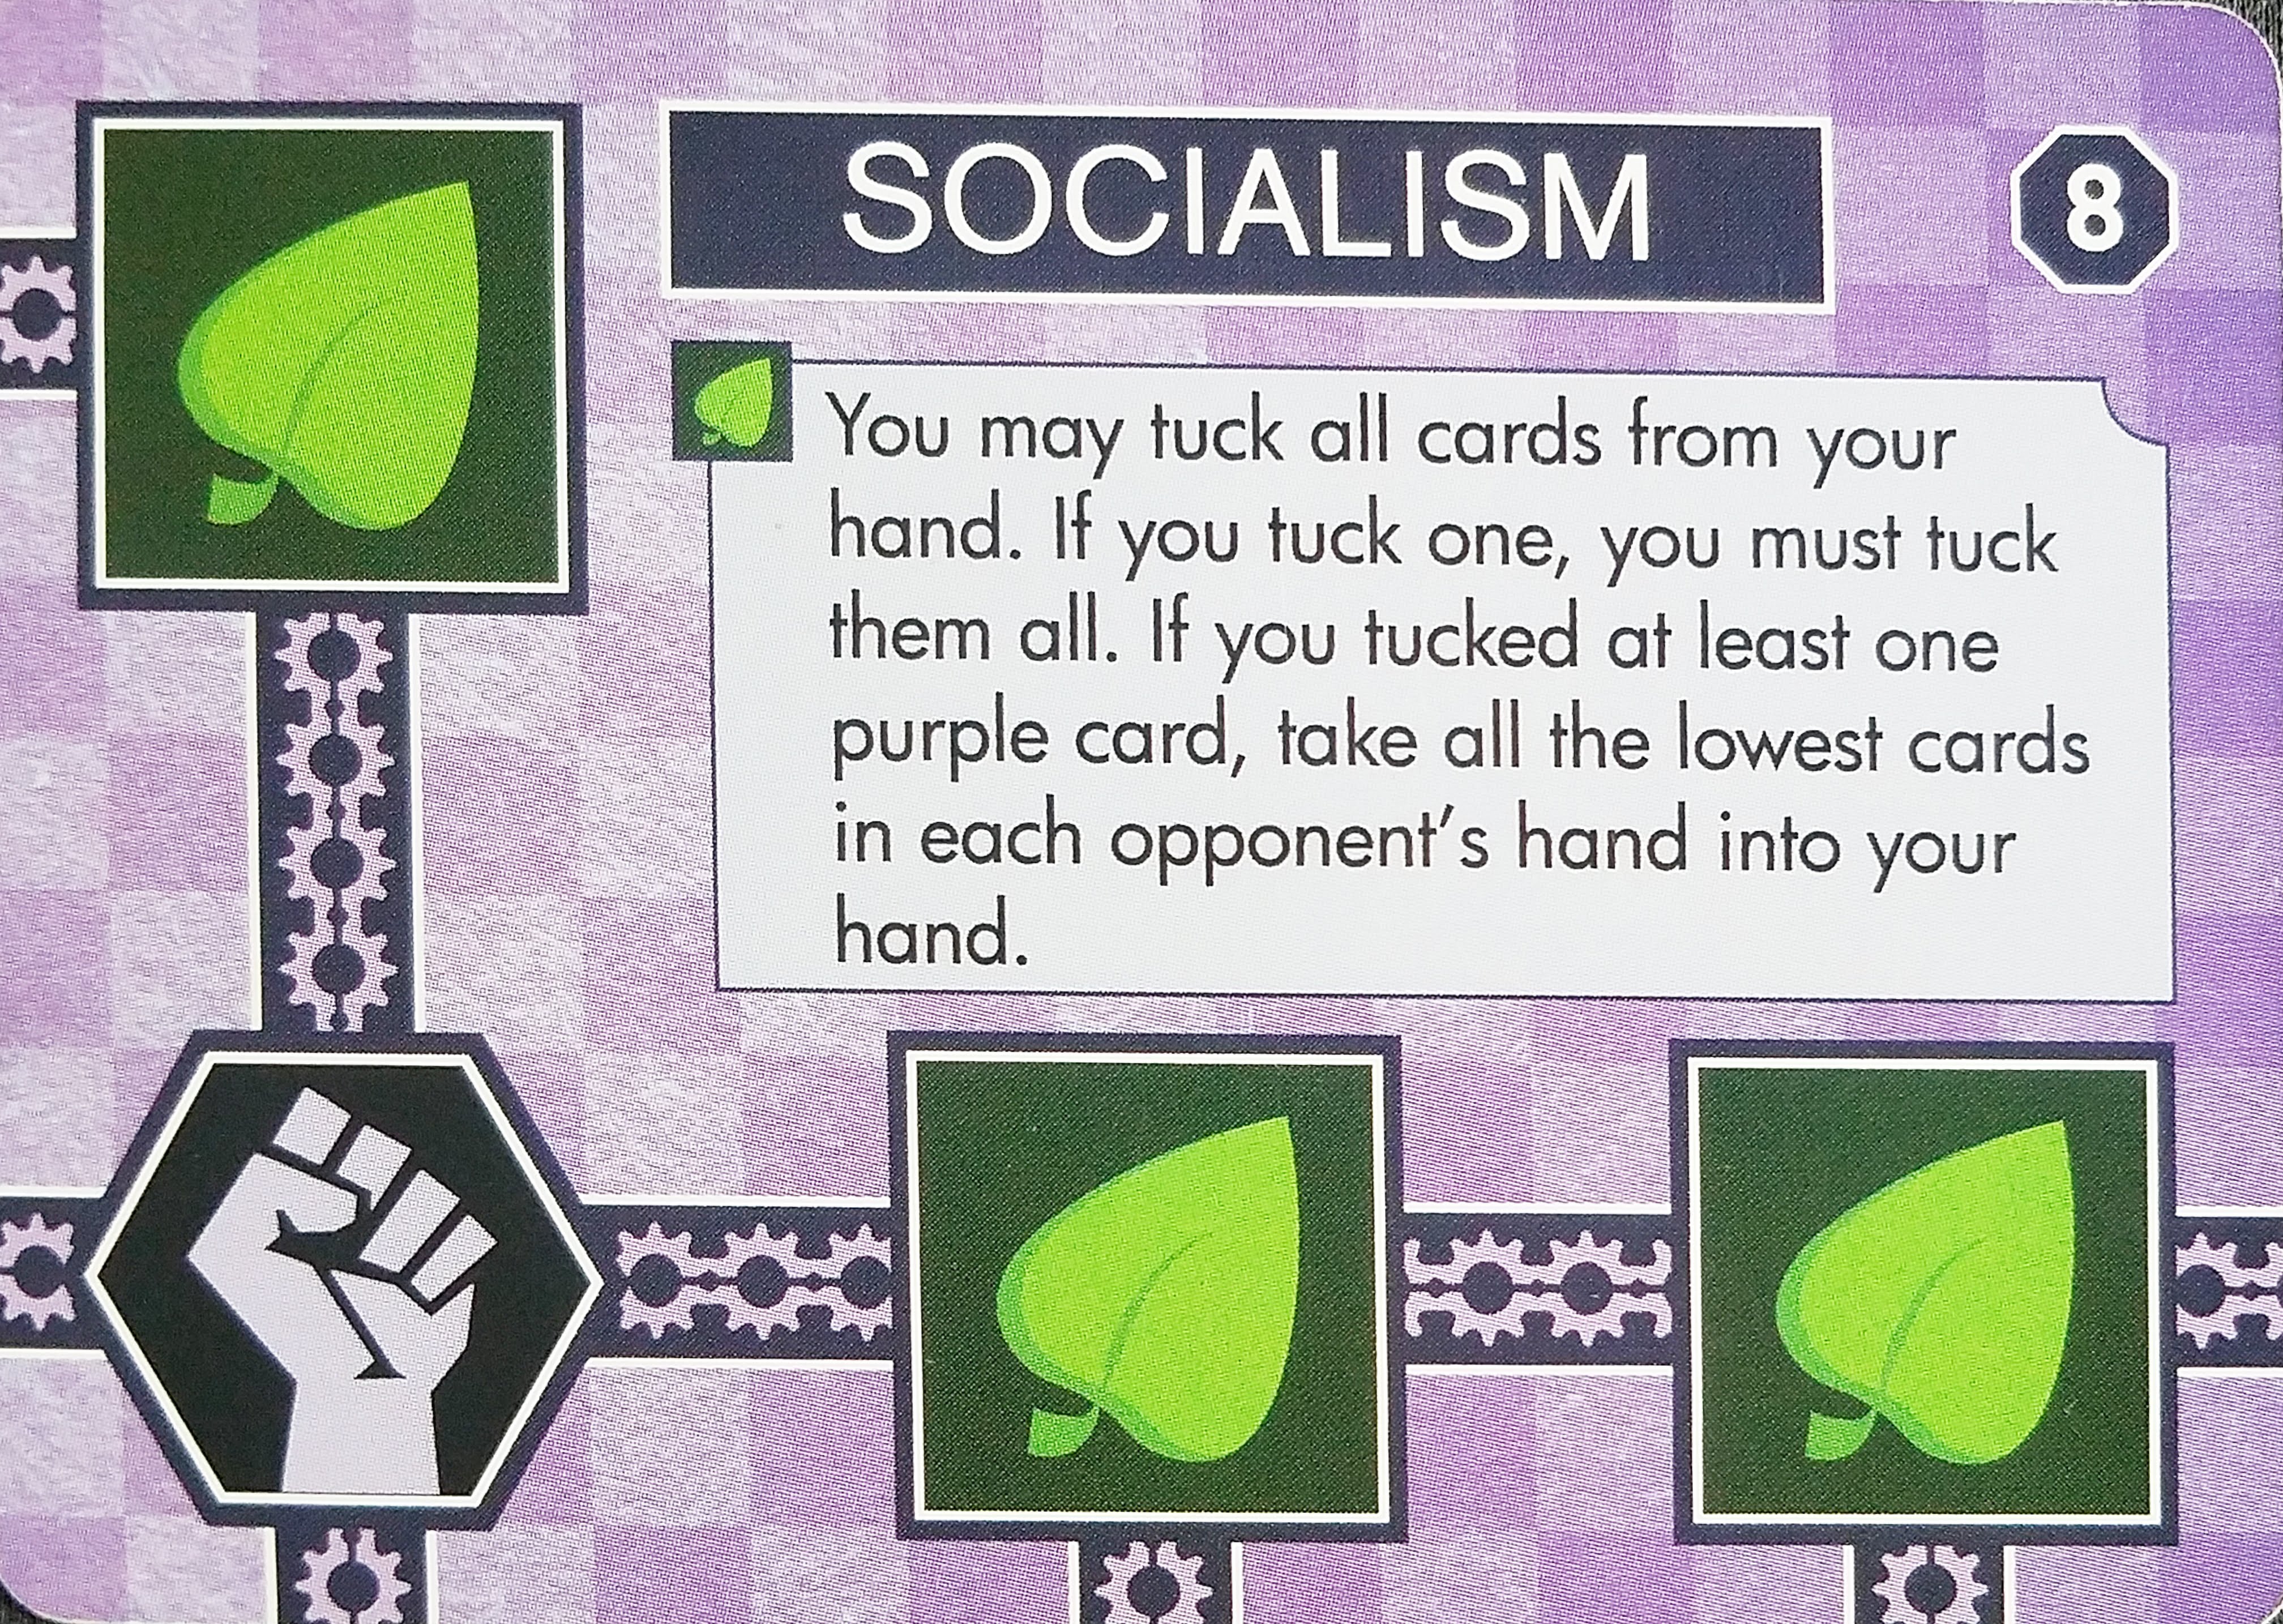 SOCIALISM
8
You may tuck all cards from your
hand. If you tuck one, you must tuck
them all. If you tucked at least one
purple card, take all the lowest cards
in each opponent's hand into your
hand.